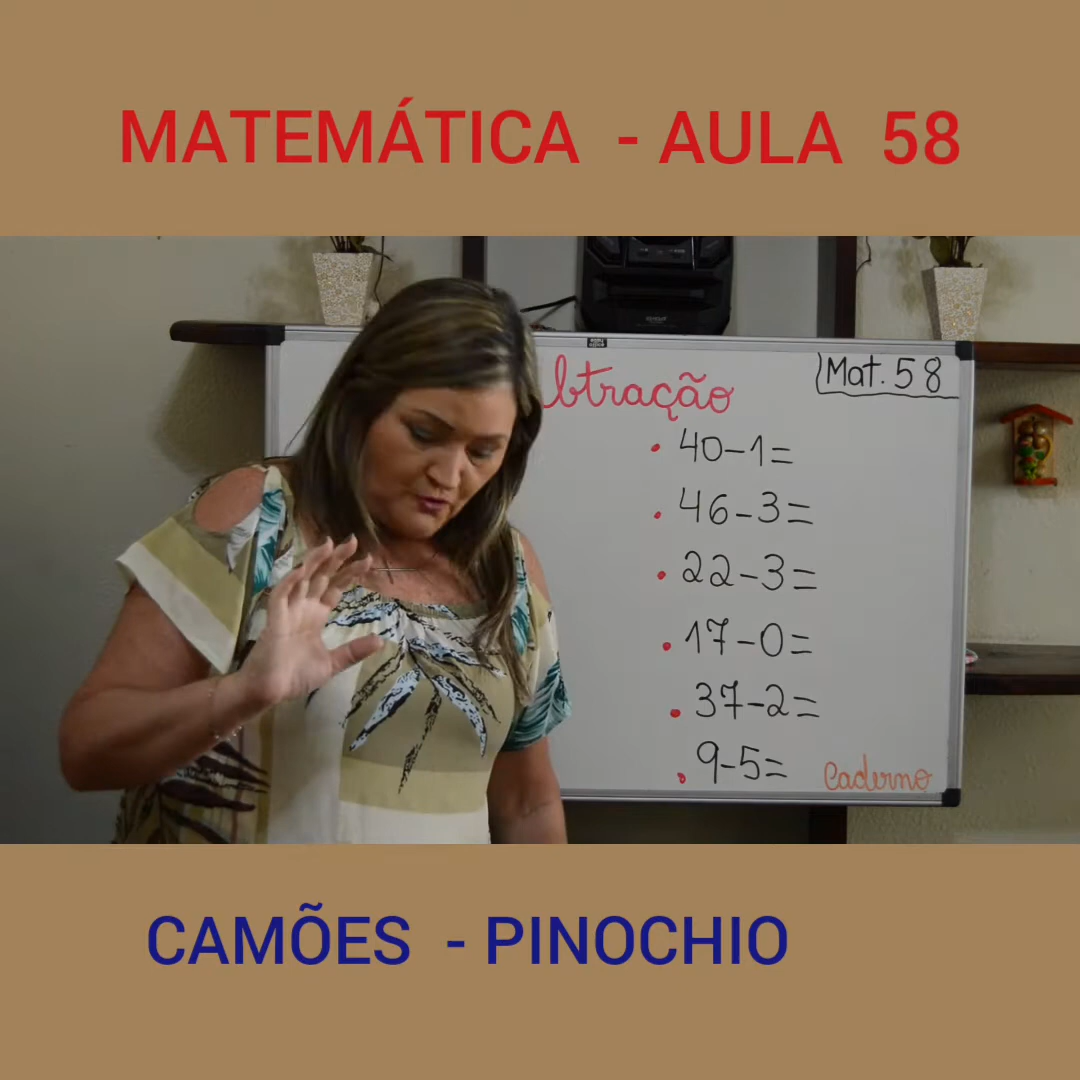 MATEMÁTICA - AULA 58
btração
Mat. 58
40-1=
46-3=
22-3=
17-0=
37-2=
9-5=
Caderno
CAMÕES - PINOCHIO